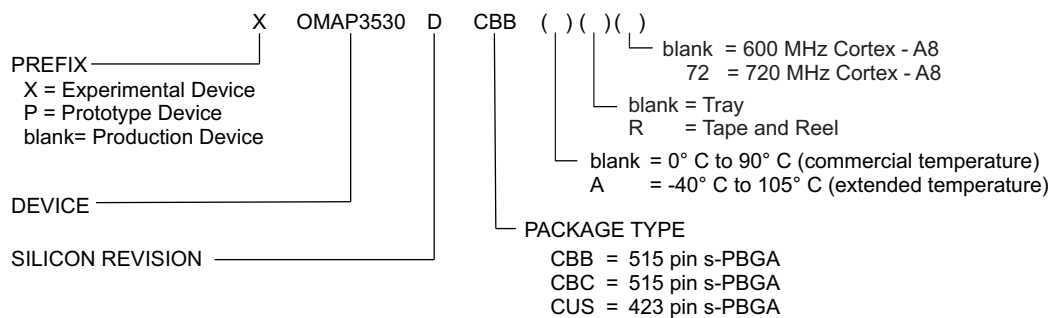 X OMAP3530 D CBB ( ) ( ) ( )
blank = 600 MHz Cortex - A8
72 = 720 MHz Cortex - A8
PREFIX
X = Experimental Device
P = Prototype Device
blank= Production Device
blank = Tray
R = Tape and Reel
blank = 0° C to 90° C (commercial temperature)
A = -40° C to 105° C (extended temperature)
DEVICE
PACKAGE TYPE
SILICON REVISION
CBB = 515 pin s-PBGA
CBC = 515 pin s-PBGA
CUS = 423 pin s-PBGA